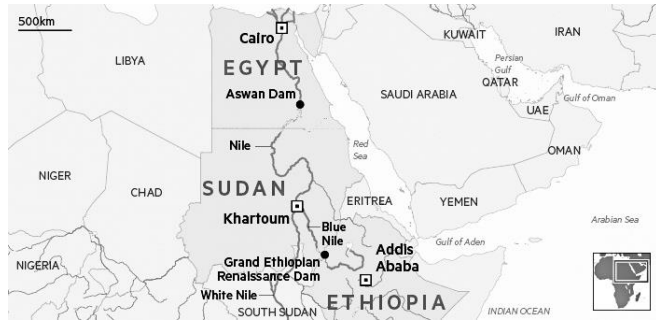 500km
Cairo
KUWAIT
IRAN
LIBYA
EGYPT
Persian
Gulf
QATAR
Aswan Dam
SAUDI ARABIA
Gulf of Oman
UAE
Nile
Red
Sea
OMAN
NIGER
CHAD
SUDAN
ERITREA
YEMEN
Khartoum
Blue
Nile
Arabian Sea
Addis
Ababa
Gulf of Aden
Grand Ethiopian
Renaissance Dam
NIGERIA
White Nile
ETHIOPIA
SOUTH SUDAN
INDIAN OCEAN